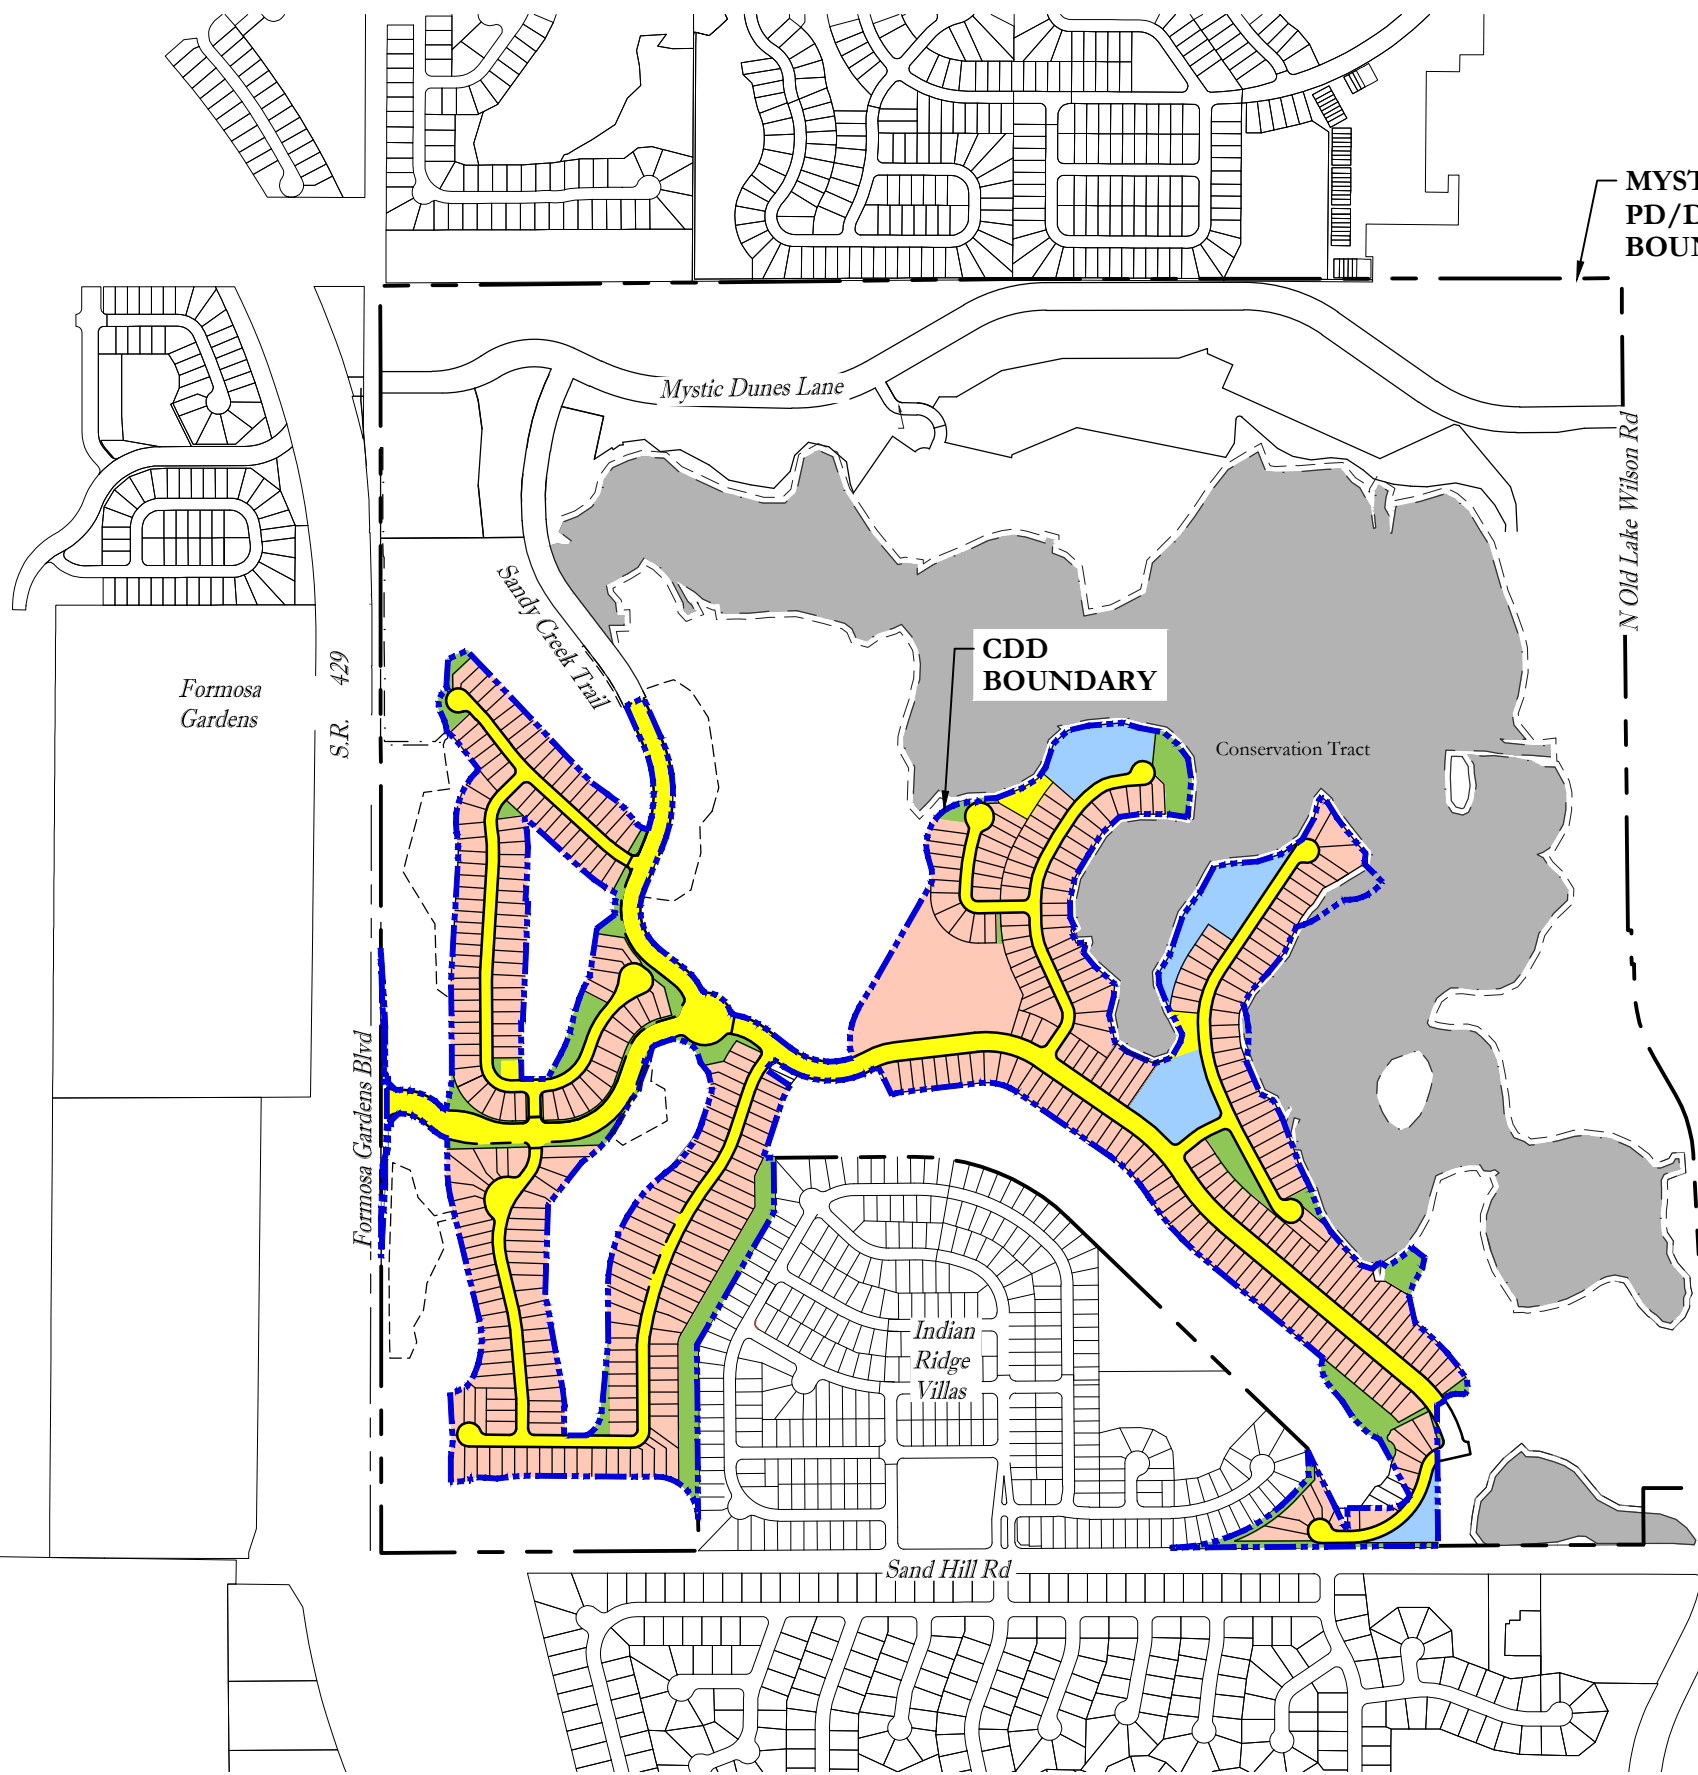 MYST
PD/D
BOUN
Mystic Dunes Lane
N Old Lake Wilson Rd
Sandy Creek Trail
CDD
BOUNDARY
Formosa
Gardens
S.R. 429
Conservation Tract
Formosa Gardens Blvd
Indian
Ridge
Villas
Sand Hill Rd